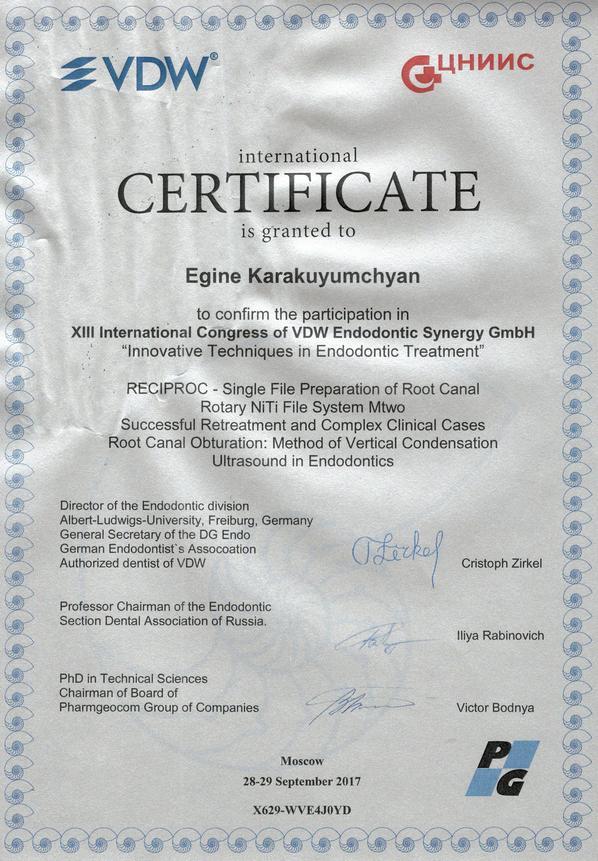 VDW®
ЦНИИС
international
CERTIFICATE
is granted to
Egine Karakuyumchyan
to confirm the participation in
XIII International Congress of VDW Endodontic Synergy GmbH
“Innovative Techniques in Endodontic Treatment”
RECIPROC - Single File Preparation of Root Canal
Rotary NiTi File System Mtwo
Successful Retreatment and Complex Clinical Cases
Root Canal Obturation: Method of Vertical Condensation
Ultrasound in Endodontics
Director of the Endodontic division
Albert-Ludwigs-University, Freiburg, Germany
General Secretary of the DG Endo
German Endodontist`s Assocoation
Authorized dentist of VDW
Cristoph Zirkel
Professor Chairman of the Endodontic
Section Dental Association of Russia.
Iliya Rabinovich
PhD in Technical Sciences
Chairman of Board of
Pharmgeocom Group of Companies
Victor Bodnya
PG
Moscow
28-29 September 2017
X629-WVE4J0YD